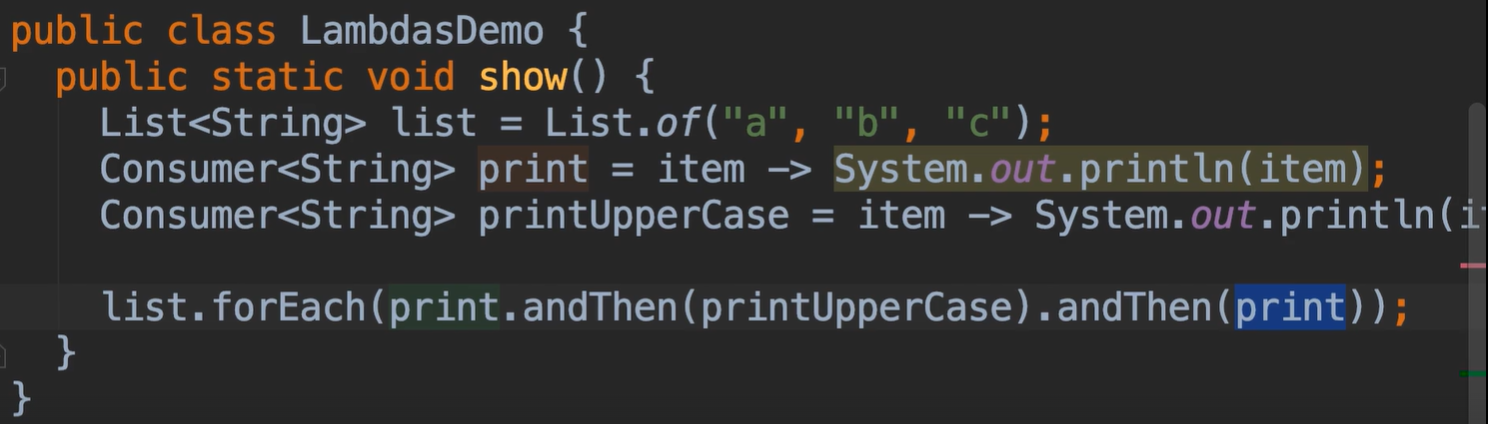 public class LambdasDemo {
public static void show() {
List<String> list = List.of("a", "b", "c");
Consumer<String> print = item -> System.out.println(item);
Consumer<String> printUpperCase = item -> System.out.println(
list.forEach(print.andThen(printUpperCase).andThen(print));
}
}